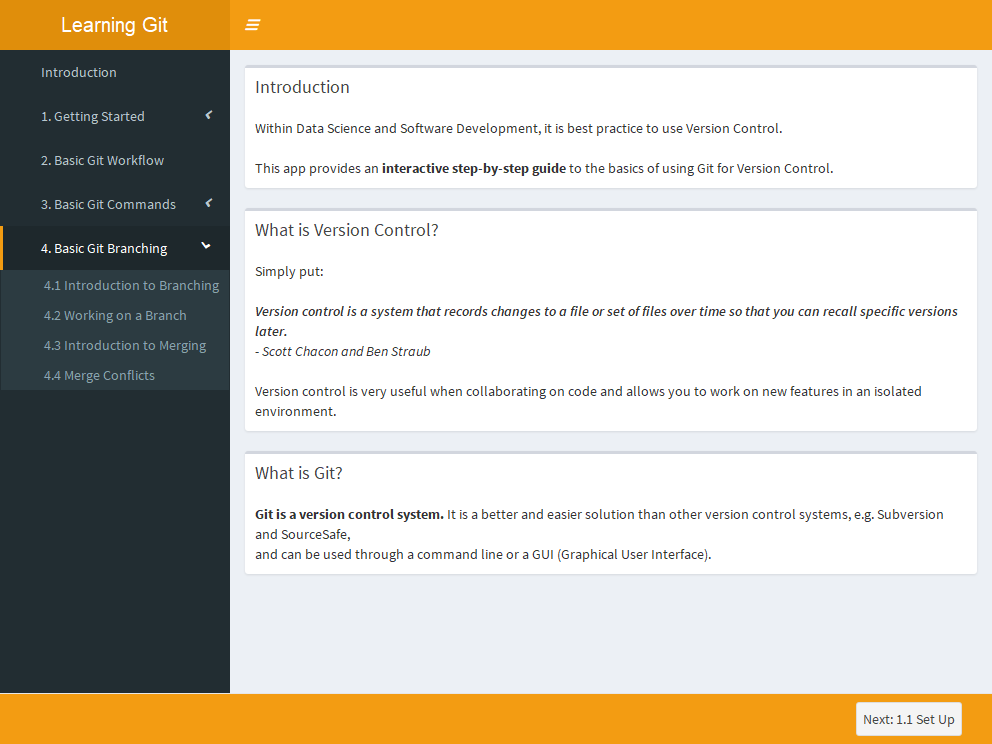 Learning Git
Introduction
1. Getting Started
2. Basic Git Workflow
3. Basic Git Commands
4. Basic Git Branching
4.1 Introduction to Branching
4.2 Working on a Branch
4.3 Introduction to Merging
4.4 Merge Conflicts
Introduction
Within Data Science and Software Development, it is best practice to use Version Control.
This app provides an interactive step-by-step guide to the basics of using Git for Version Control.
What is Version Control?
Simply put:
Version control is a system that records changes to a file or set of files over time so that you can recall specific versions
later.
- Scott Chacon and Ben Straub
Version control is very useful when collaborating on code and allows you to work on new features in an isolated
environment.
What is Git?
Git is a version control system. It is a better and easier solution than other version control systems, e.g. Subversion
and SourceSafe,
and can be used through a command line or a GUI (Graphical User Interface).
Next: 1.1 Set Up